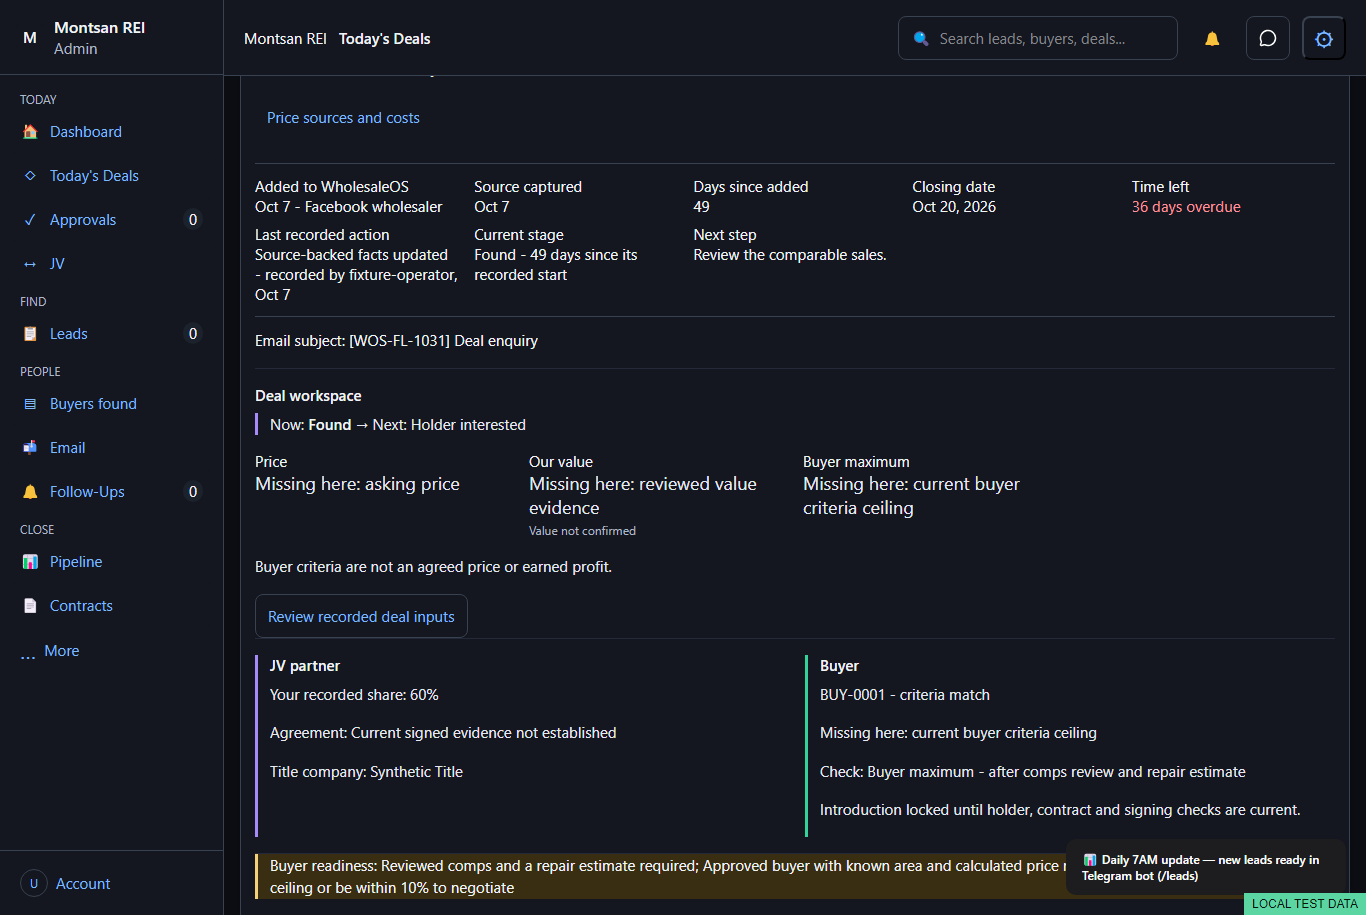 M
Montsan REI
Admin
Montsan REI Today's Deals
Search leads, buyers, deals...
TODAY
Dashboard
Today's Deals
Approvals 0
JV
FIND
Leads 0
PEOPLE
Buyers found
Email
Follow-Ups 0
CLOSE
Pipeline
Contracts
... More
U Account
Price sources and costs
Added to WholesaleOS
Oct 7 - Facebook wholesaler
Source captured
Oct 7
Days since added
49
Closing date
Oct 20, 2026
Time left
36 days overdue
Last recorded action
Source-backed facts updated
- recorded by fixture-operator,
Oct 7
Current stage
Found - 49 days since its
recorded start
Next step
Review the comparable sales.
Email subject: [WOS-FL-1031] Deal enquiry
Deal workspace
Now: Found → Next: Holder interested
Price
Missing here: asking price
Our value
Missing here: reviewed value
evidence
Value not confirmed
Buyer maximum
Missing here: current buyer
criteria ceiling
Buyer criteria are not an agreed price or earned profit.
Review recorded deal inputs
JV partner
Your recorded share: 60%
Agreement: Current signed evidence not established
Title company: Synthetic Title
Buyer
BUY-0001 - criteria match
Missing here: current buyer criteria ceiling
Check: Buyer maximum - after comps review and repair estimate
Introduction locked until holder, contract and signing checks are current.
Buyer readiness: Reviewed comps and a repair estimate required; Approved buyer with known area and calculated price
ceiling or be within 10% to negotiate
Daily 7AM update — new leads ready in
Telegram bot (/leads)
LOCAL TEST DATA